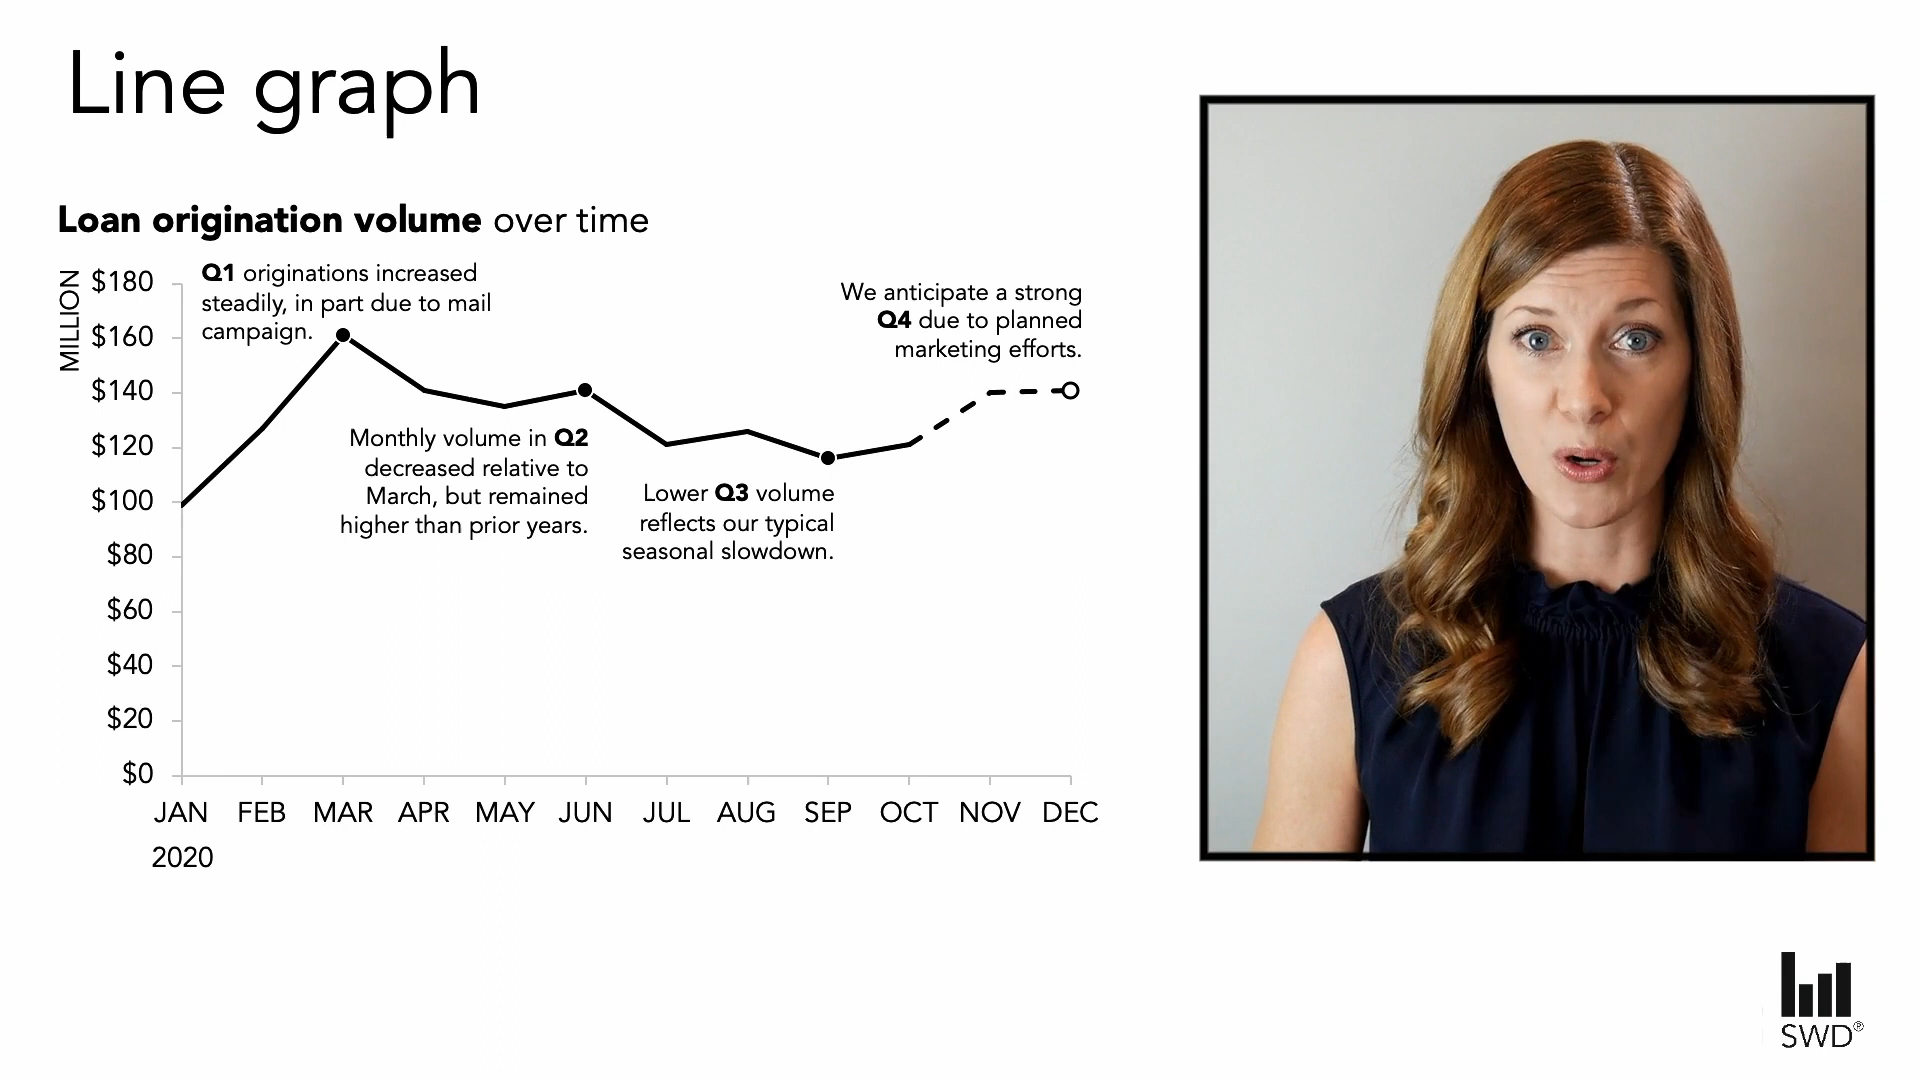 Line graph
Loan origination volume over time
MILLION
$180
$160
$140
$120
$100
$80
$60
$40
$20
$0
Q1 originations increased
steadily, in part due to mail
campaign.
Monthly volume in Q2
decreased relative to
March, but remained
higher than prior years.
Lower Q3 volume
reflects our typical
seasonal slowdown.
We anticipate a strong
Q4 due to planned
marketing efforts.
JAN FEB MAR APR MAY JUN JUL AUG SEP OCT NOV DEC
2020
SWD®